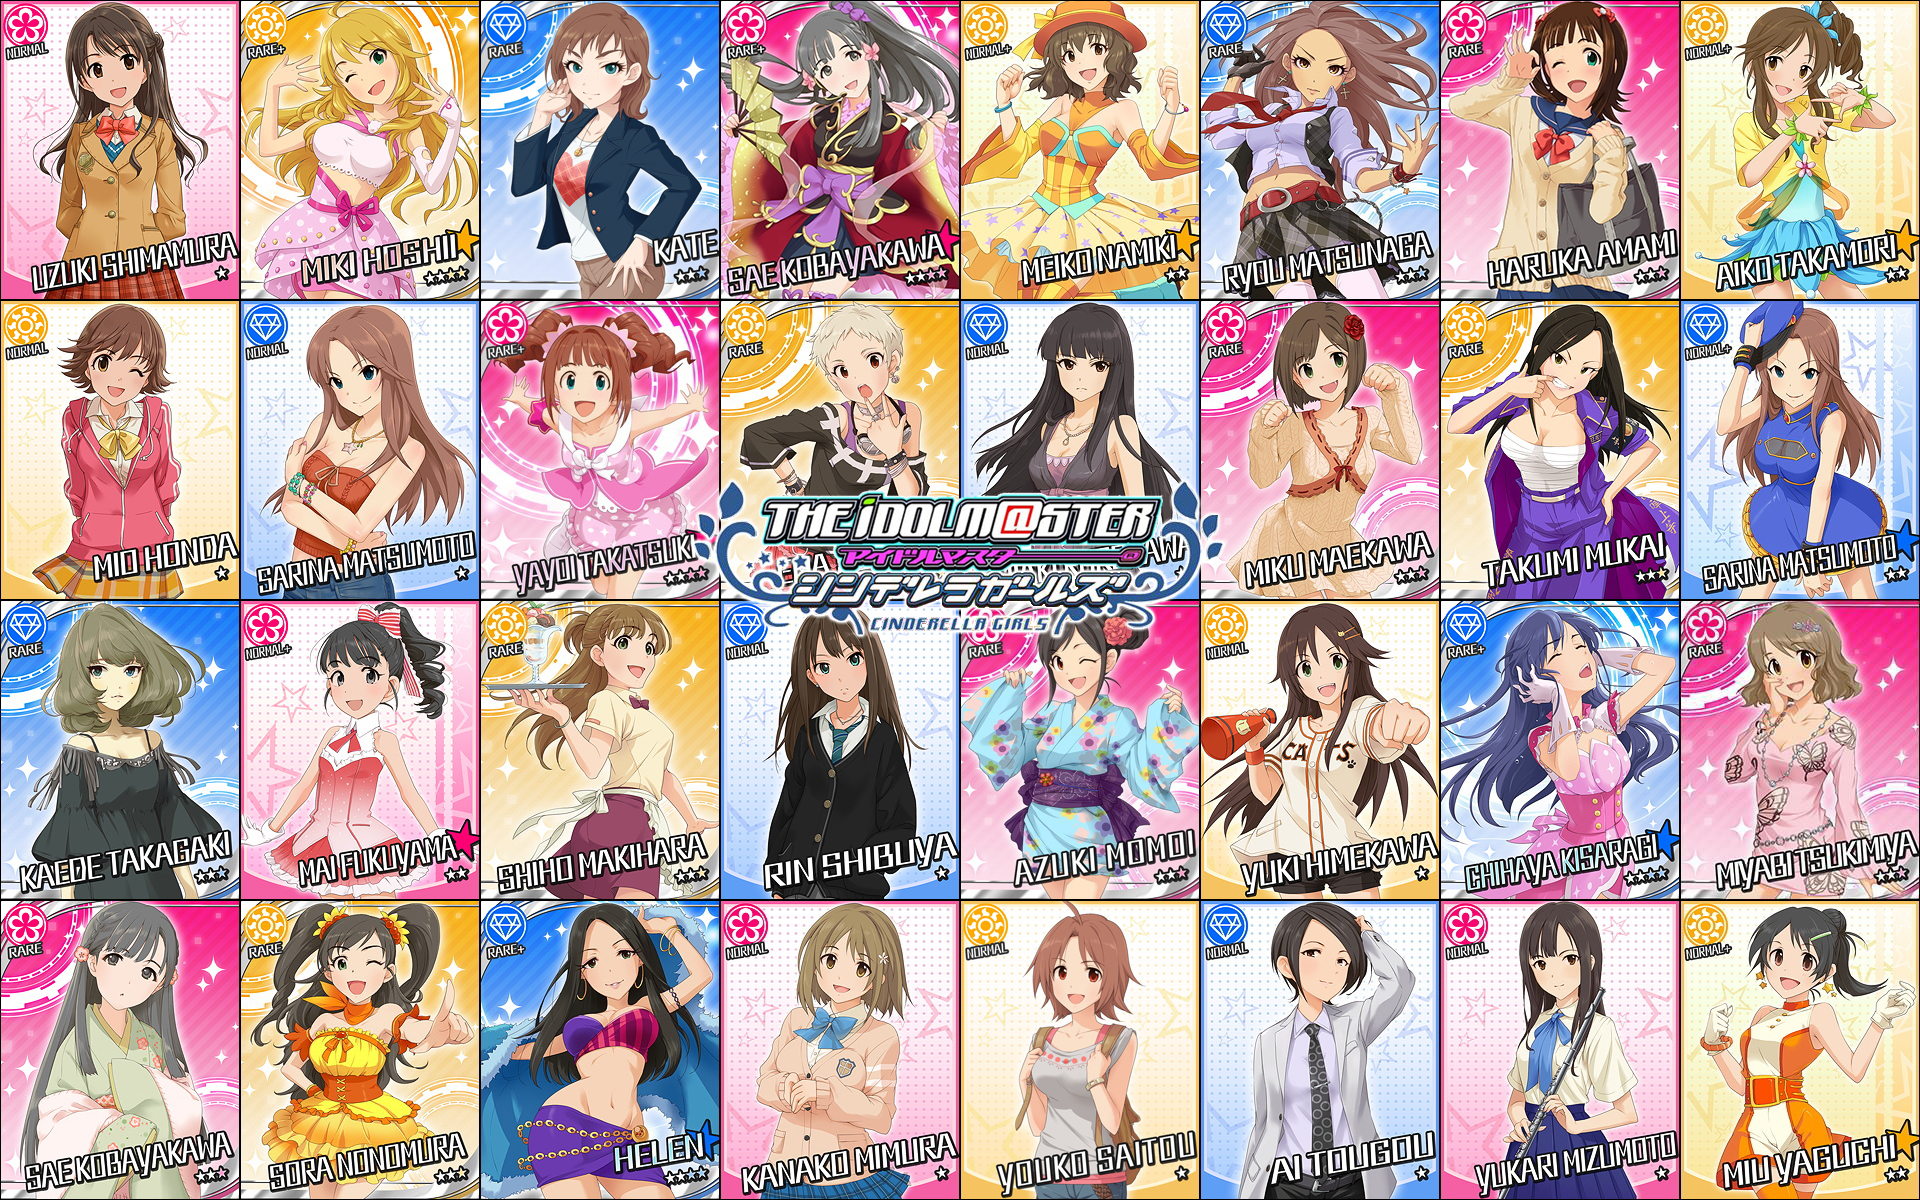 NORMAL
UZUKI SHIMAMURA
RARE+
MIKI HOSHII
RARE
KATE
RARE+
SAE KOBAYAKAWA
NORMAL+
MEIKO NAMIKI
RARE
RYOU MATSUNAGA
RARE
HARUKA AMAMI
NORMAL+
AIKO TAKAMORI
NORMAL
MIO HONDA
NORMAL
SARINA MATSUMOTO
RARE+
YAYOI TAKATSUKI
RARE
NORMAL
RARE
MIKU MAEKAWA
RARE
TAKUMI MUKAI
NORMAL+
SARINA MATSUMOTO
THE iDOLM@STER
アイドルマスター
シンデレラガールズ
CINDERELLA GIRLS
RARE
KAEDE TAKAGAKI
NORMAL+
MAI FUKUYAMA
RARE
SHIHO MAKIHARA
NORMAL
RIN SHIBUYA
RARE
AZUKI MOMOI
NORMAL
CATS
YUKI HIMEKAWA
RARE+
CHIHAYA KISARAGI
RARE
MIYABI TSUKIMIYA
RARE
SAE KOBAYAKAWA
RARE
SORA NONOMURA
RARE+
HELEN
NORMAL
KANAKO MIMURA
NORMAL
YOUKO SAITOU
NORMAL
AI TOUGOU
NORMAL
YUKARI MIZUMOTO
NORMAL+
MIU YAGUCHI